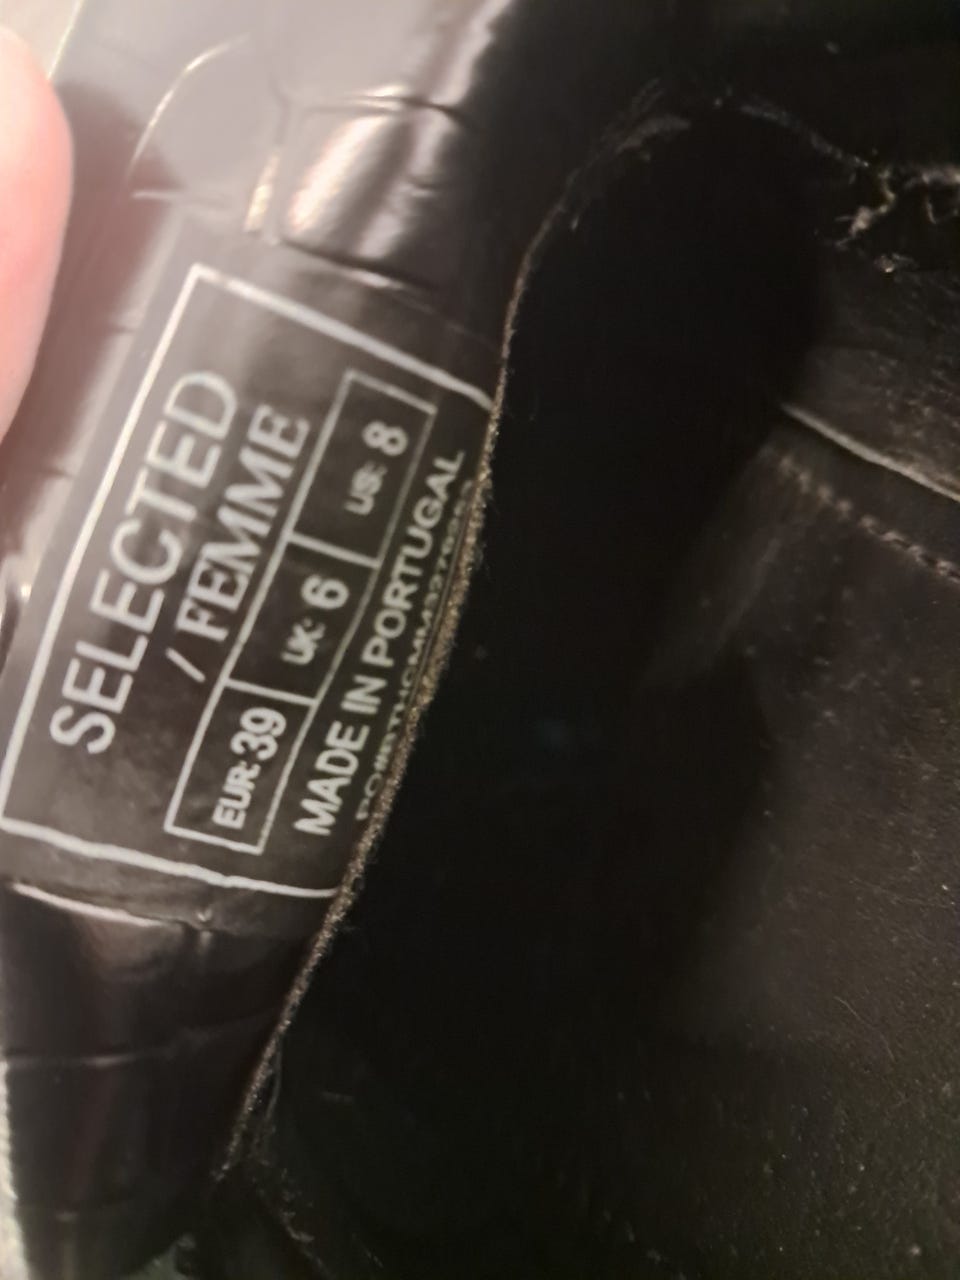 SELECTED
/ FEMME
EUR: 39 UK: 6 US: 8
MADE IN PORTUGAL